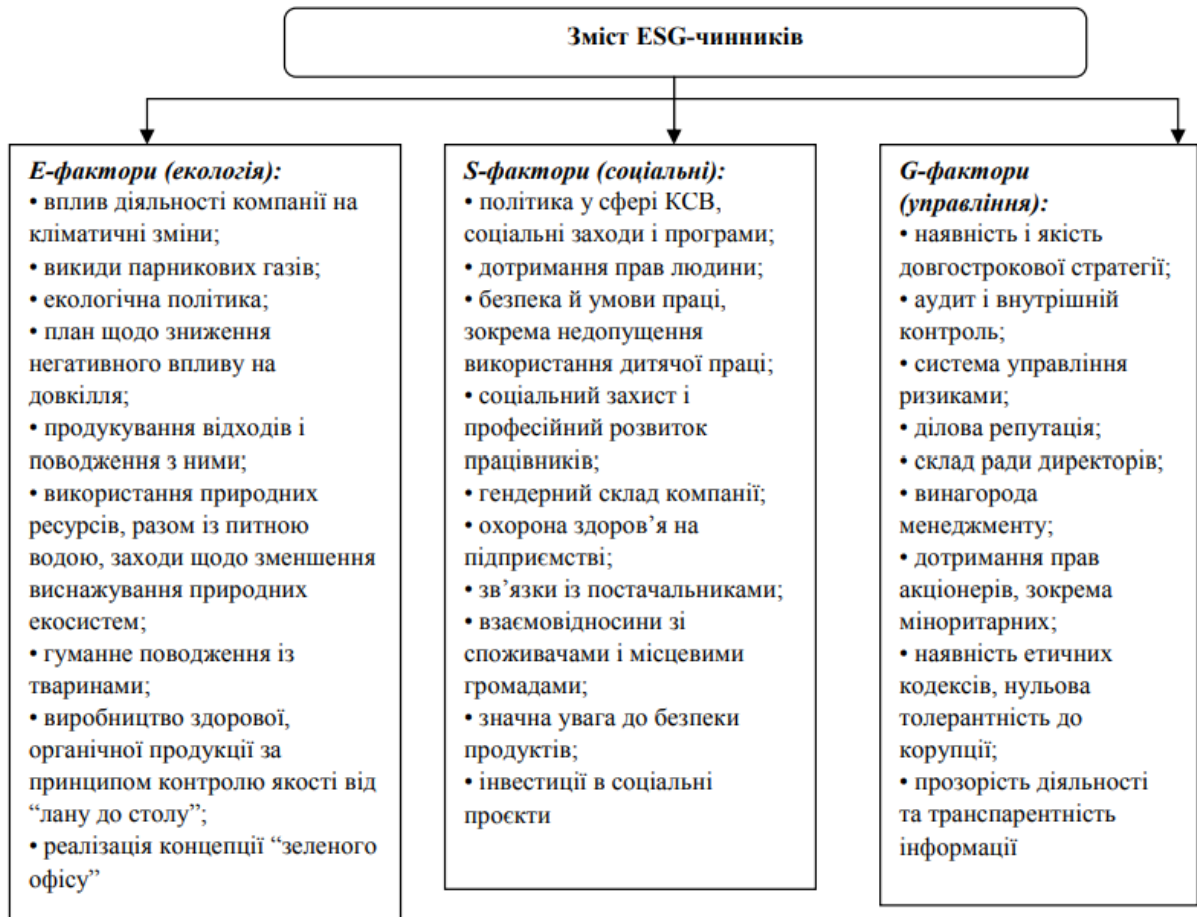 Зміст ESG-чинників
E-фактори (екологія):
• вплив діяльності компанії на
кліматичні зміни;
• викиди парникових газів;
• екологічна політика;
• план щодо зниження
негативного впливу на
довкілля;
• продукування відходів і
поводження з ними;
• використання природних
ресурсів, разом із питною
водою, заходи щодо зменшення
виснажування природних
екосистем;
• гуманне поводження із
тваринами;
• виробництво здорової,
органічної продукції за
принципом контролю якості від
“лану до столу”;
• реалізація концепції “зеленого
офісу”
S-фактори (соціальні):
• політика у сфері КСВ,
соціальні заходи і програми;
• дотримання прав людини;
• безпека й умови праці,
зокрема недопущення
використання дитячої праці;
• соціальний захист і
професійний розвиток
працівників;
• гендерний склад компанії;
• охорона здоров’я на
підприємстві;
• зв’язки із постачальниками;
• взаємовідносини зі
споживачами і місцевими
громадами;
• значна увага до безпеки
продуктів;
• інвестиції в соціальні
проєкти
G-фактори
(управління):
• наявність і якість
довгострокової стратегії;
• аудит і внутрішній
контроль;
• система управління
ризиками;
• ділова репутація;
• склад ради директорів;
• винагорода
менеджменту;
• дотримання прав
акціонерів, зокрема
міноритарних;
• наявність етичних
кодексів, нульова
толерантність до
корупції;
• прозорість діяльності
та транспарентність
інформації